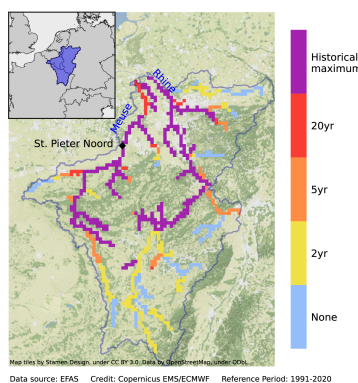 Rhine
Meuse
St. Pieter Noord
Historical
maximum
20yr
5yr
2yr
None
Map tiles by Stamen Design, under CC BY 3.0. Data by OpenStreetMap, under ODbL
Data source: EFAS Credit: Copernicus EMS/ECMWF Reference Period: 1991-2020